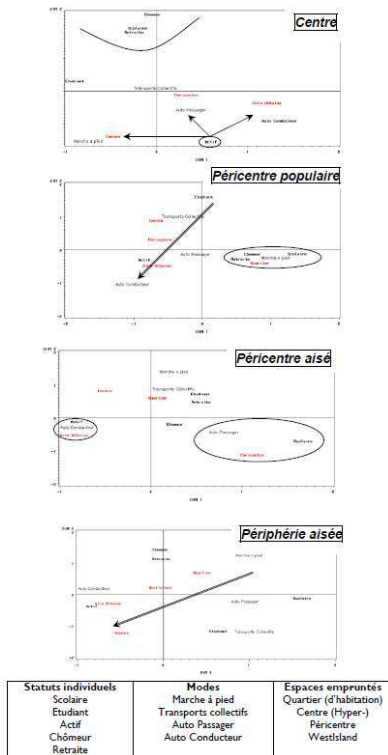 Centre
Chômeur
Scolaire
Retraite
Etudiant
Transports Collectifs
Péricentre
Auto Passager
Auto Conducteur
Centre
Marche à pied
Actif
Péricentre populaire
Etudiant
Centre
Transports Collectifs
Péricentre
Auto Passager
Chômeur
Scolaire
Actif
Retraite
Marche à pied
Quartier
Auto Conducteur
Péricentre aisé
Marche à pied
Centre
Transports Collectifs
Quartier
Etudiant
Retraite
Actif
Chômeur
Auto Conducteur
Auto Passager
Scolaire
Péricentre
Périphérie aisée
Chômeur
Retraite
Marche à pied
Quartier
Auto Conducteur
Actif
Auto Passager
Scolaire
Centre
Etudiant
Transports Collectifs
Statuts individuels Modes Espaces empruntés
Scolaire Marche à pied Quartier (d'habitation)
Etudiant Transports collectifs Centre (Hyper-)
Actif Auto Passager Péricentre
Chômeur Auto Conducteur WestIsland
Retraite